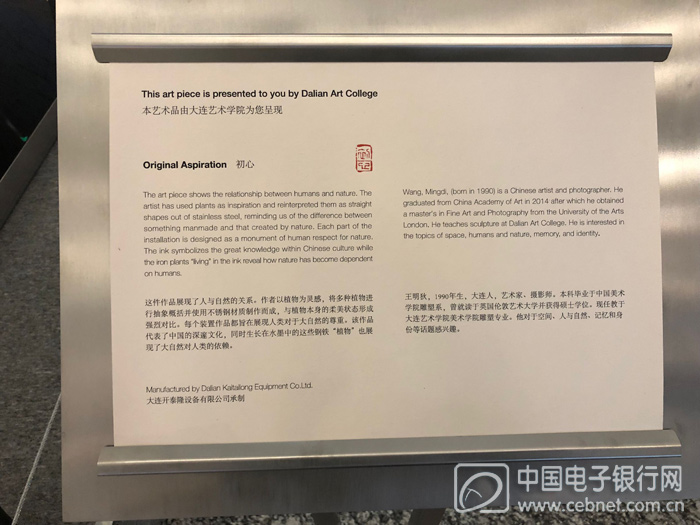 This art piece is presented to you by Dalian Art College
本艺术品由大连艺术学院为您呈现
Original Aspiration 初心
The art piece shows the relationship between humans and nature. The
artist has used plants as inspiration and reinterpreted them as straight
shapes out of stainless steel, reminding us of the difference between
something manmade and that created by nature. Each part of the
installation is designed as a monument of human respect for nature.
The ink symbolizes the great knowledge within Chinese culture while
the iron plants "living" in the ink reveal how nature has become dependent
on humans.
Wang, Mingdi, (born in 1990) is a Chinese artist and photographer. He
graduated from China Academy of Art in 2014 after which he obtained
a master's in Fine Art and Photography from the University of the Arts
London. He teaches sculpture at Dalian Art College. He is interested in
the topics of space, humans and nature, memory, and identity.
这件作品展现了人与自然的关系。作者以植物为灵感，将多种植物进
行抽象概括并使用不锈钢材质制作而成，与植物本身的柔美状态形成
强烈对比。每个装置作品都旨在展现人类对于大自然的尊重。该作品
代表了中国的深邃文化，同时生长在水墨中的这些钢铁“植物”也展
现了大自然对人类的依赖。
王明秋，1990年生，大连人，艺术家、摄影师。本科毕业于中国美术
学院雕塑系，曾就读于英国伦敦艺术大学并获得硕士学位。现任教于
大连艺术学院美术学院雕塑专业。他对于空间、人与自然、记忆和身
份等话题感兴趣。
Manufactured by Dalian Kaitailong Equipment Co.Ltd.
大连开泰隆设备有限公司承制
中国电子银行网
www.cebnet.com.cn